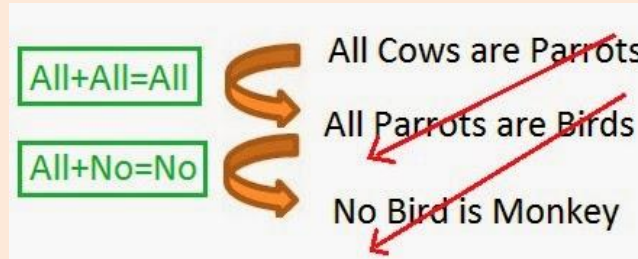 All Cows are Parrots
All+All=All
All Parrots are Birds
All+No=No
No Bird is Monkey